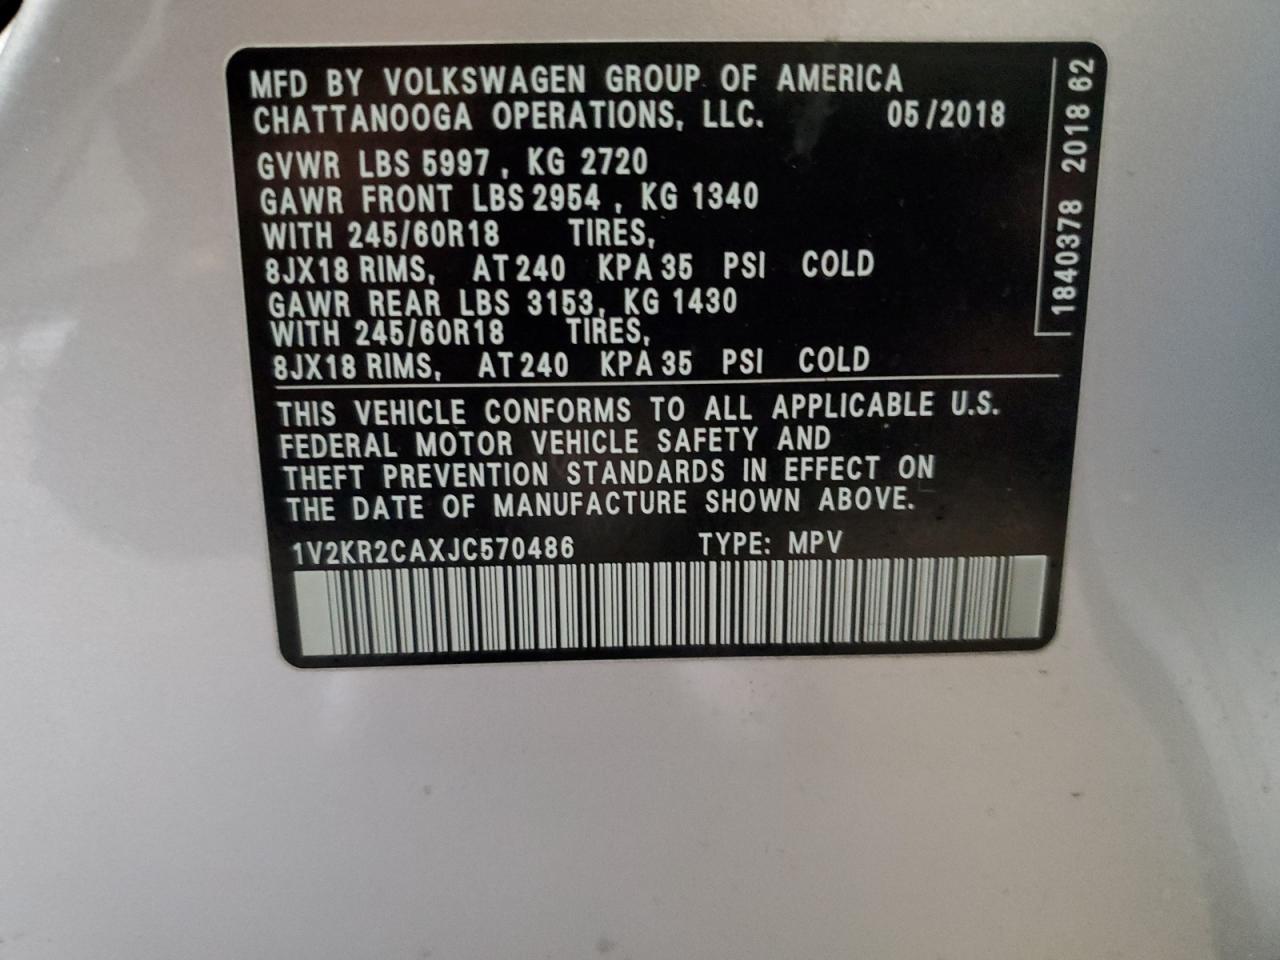 MFD BY VOLKSWAGEN GROUP OF AMERICA
CHATTANOOGA OPERATIONS, LLC. 05/2018
GVWR LBS 5997, KG 2720
GAWR FRONT LBS 2954, KG 1340
WITH 245/60R18 TIRES,
8JX18 RIMS, AT 240 KPA 35 PSI COLD
GAWR REAR LBS 3153, KG 1430
WITH 245/60R18 TIRES,
8JX18 RIMS, AT 240 KPA 35 PSI COLD
THIS VEHICLE CONFORMS TO ALL APPLICABLE U.S.
FEDERAL MOTOR VEHICLE SAFETY AND
THEFT PREVENTION STANDARDS IN EFFECT ON
THE DATE OF MANUFACTURE SHOWN ABOVE.
1V2KR2CAXJC570486 TYPE: MPV
1840378 2018 62